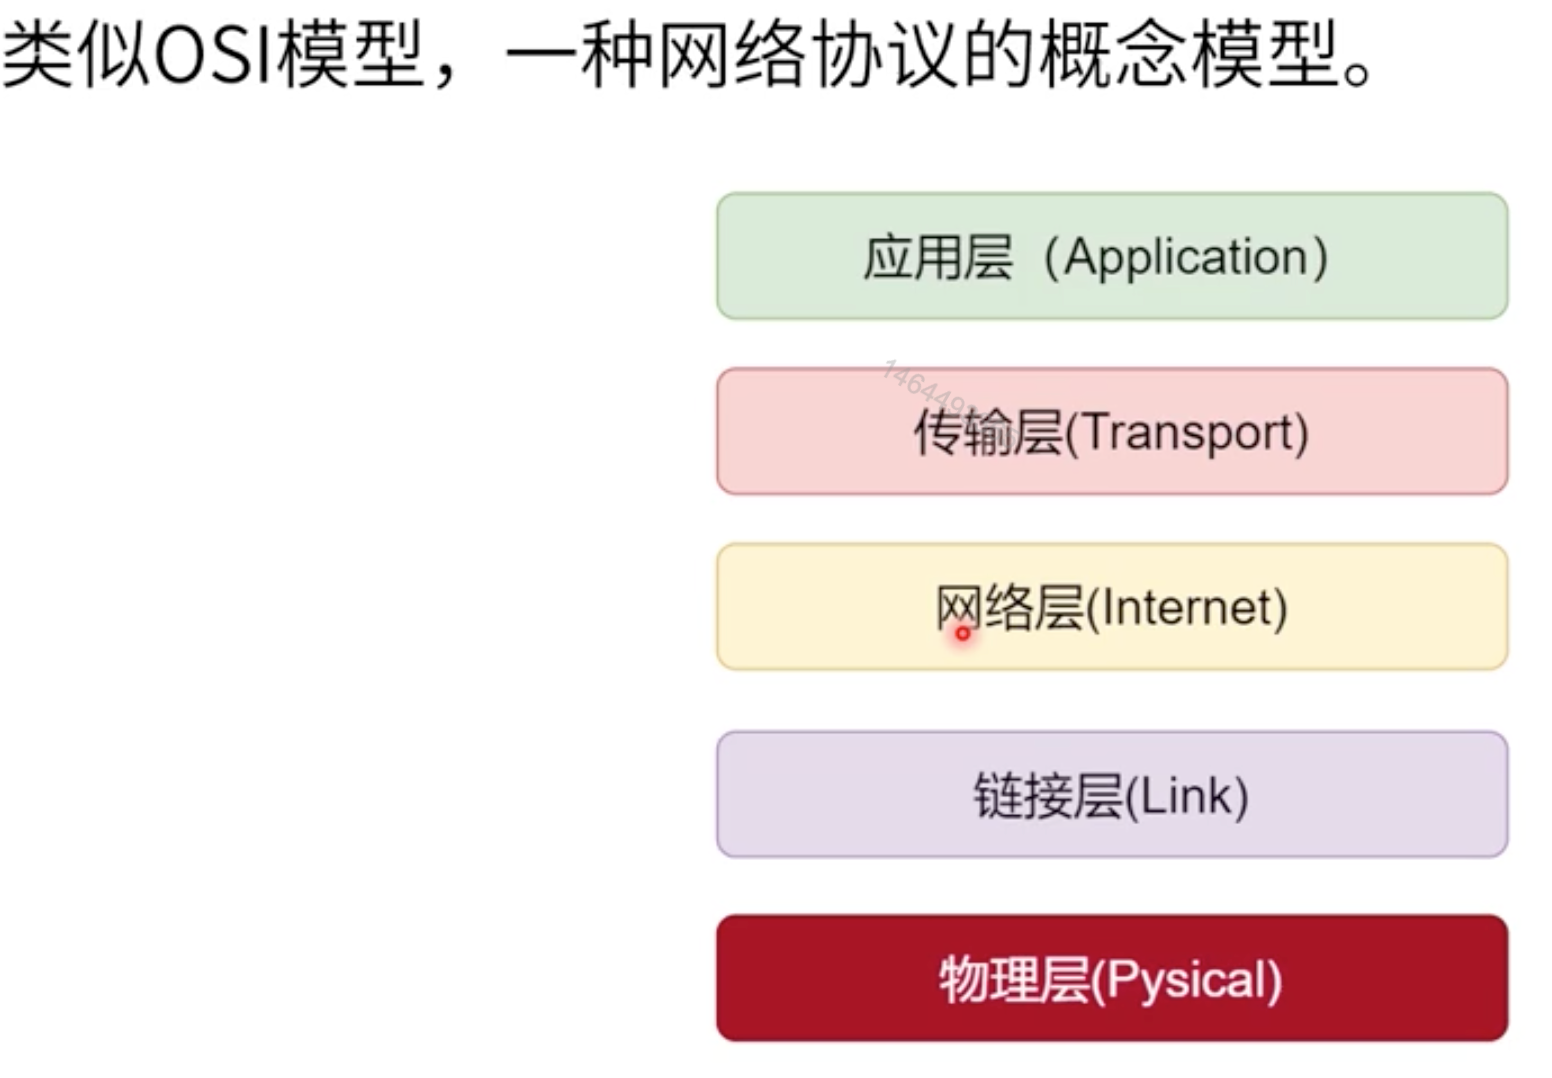 类似OSI模型，一种网络协议的概念模型。
应用层（Application）
传输层(Transport)
网络层(Internet)
链接层(Link)
物理层(Pysical)